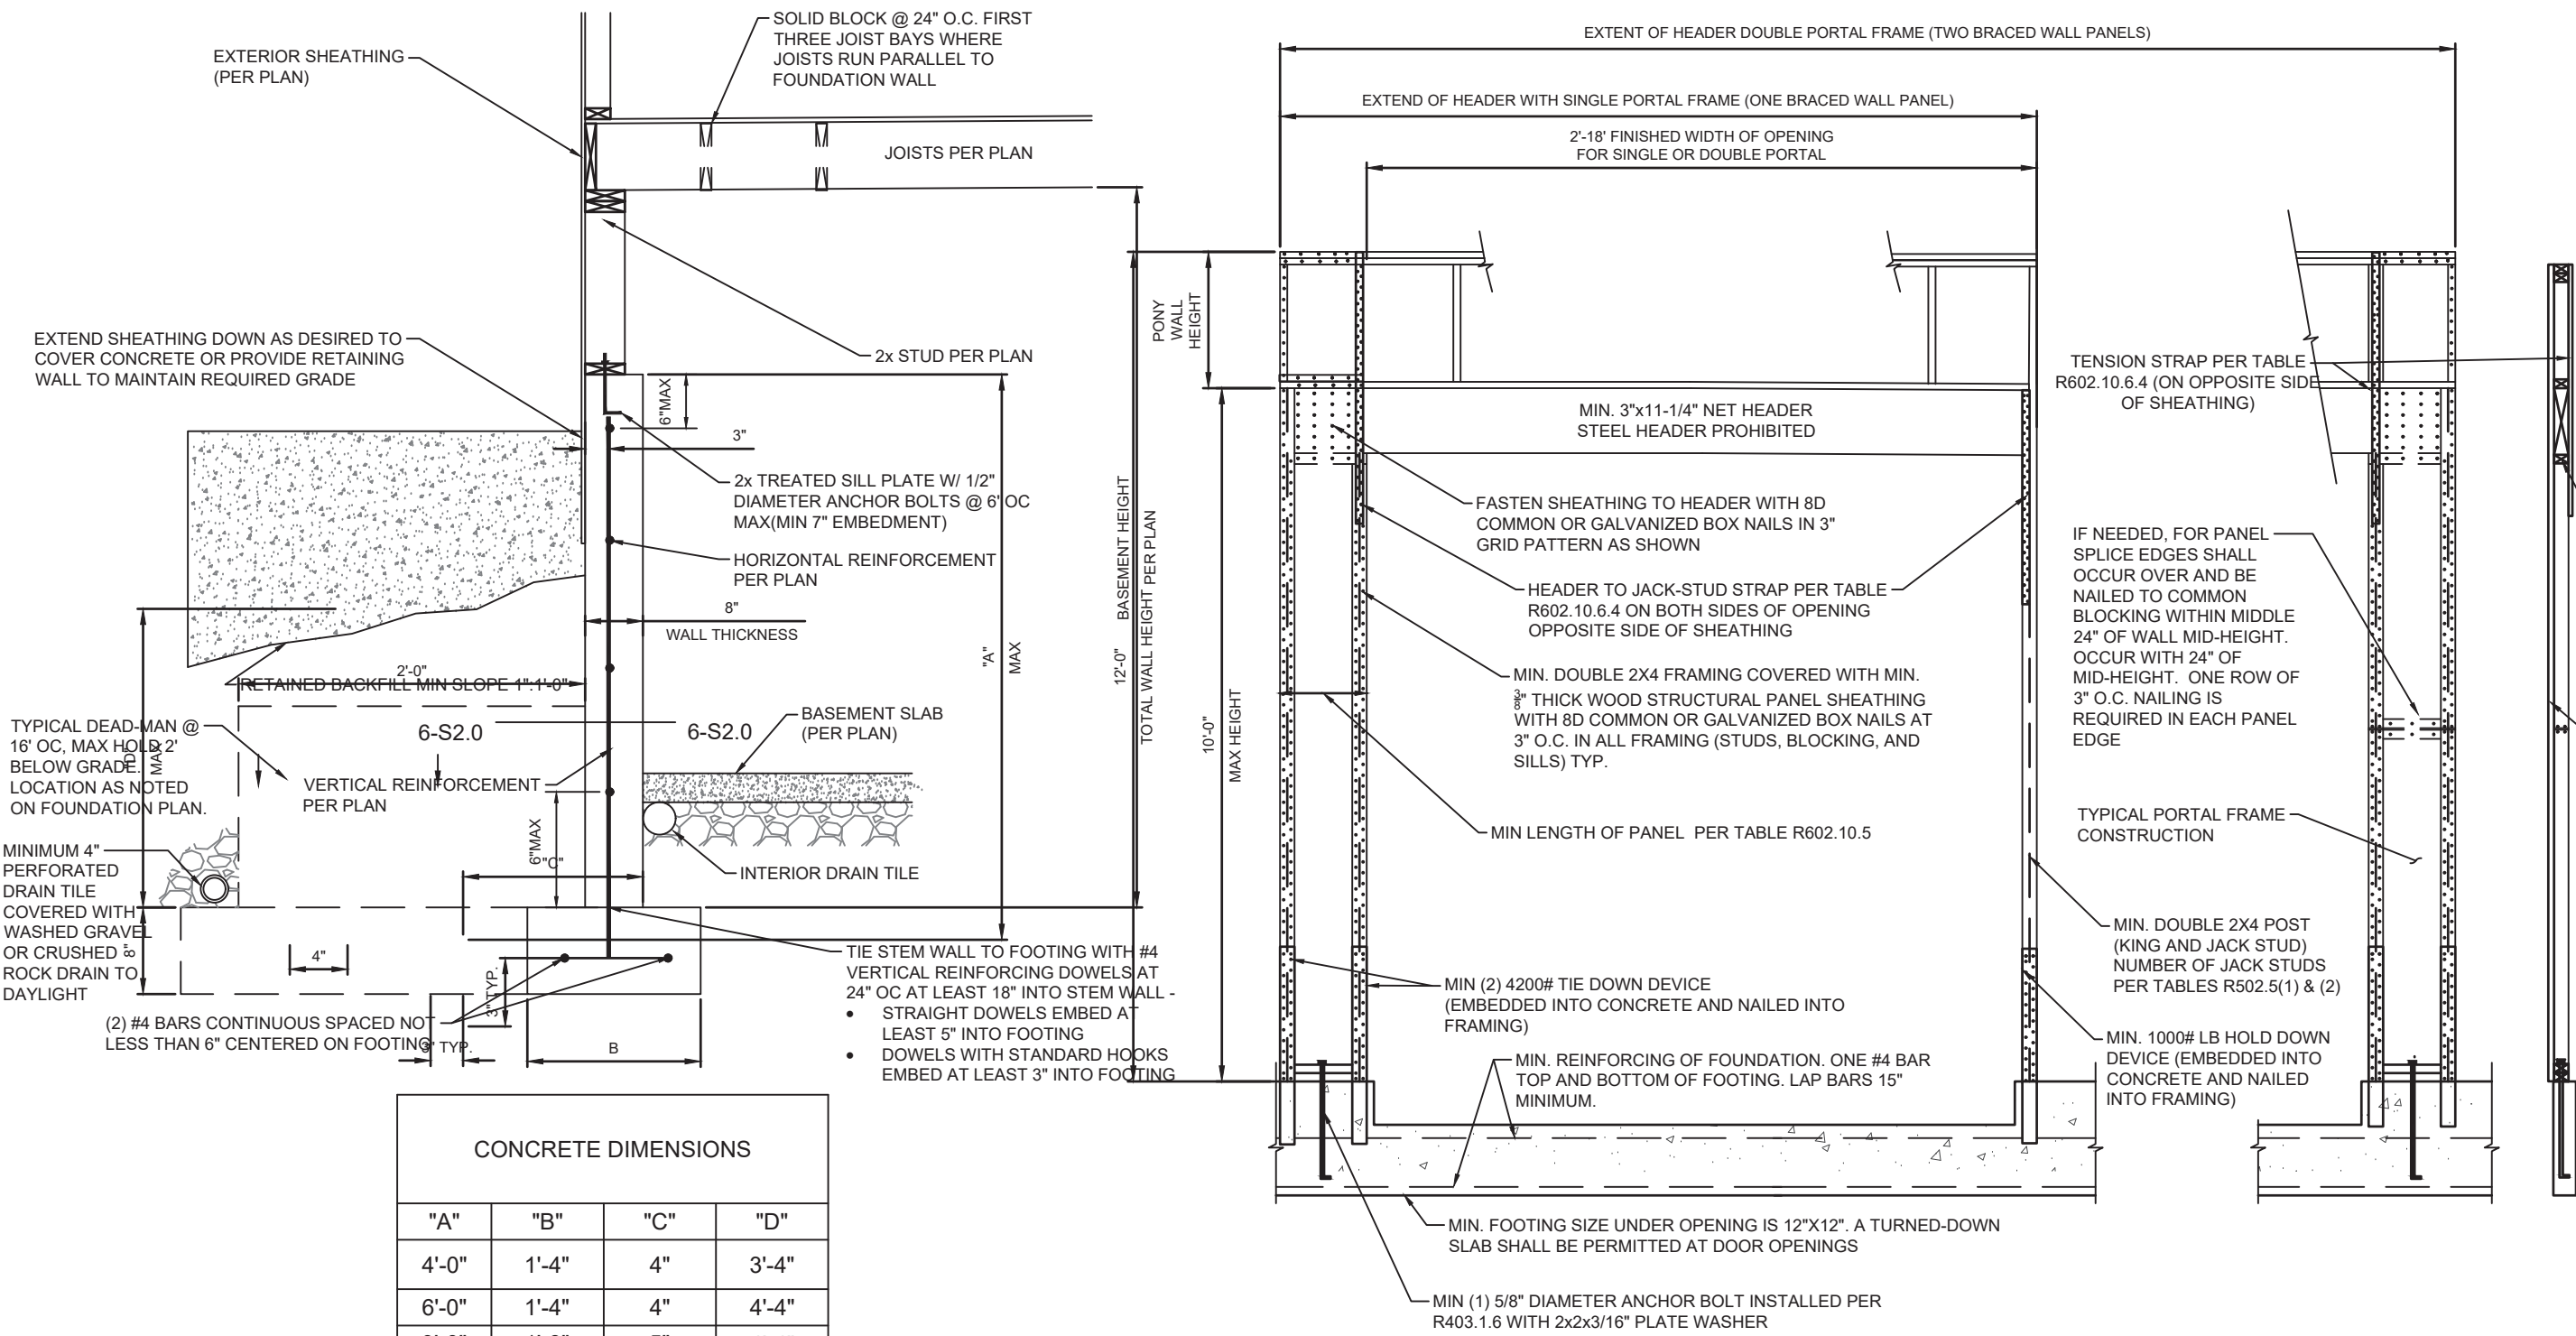 EXTERIOR SHEATHING
(PER PLAN)
SOLID BLOCK @ 24" O.C. FIRST
THREE JOIST BAYS WHERE
JOISTS RUN PARALLEL TO
FOUNDATION WALL
JOISTS PER PLAN
EXTEND SHEATHING DOWN AS DESIRED TO
COVER CONCRETE OR PROVIDE RETAINING
WALL TO MAINTAIN REQUIRED GRADE
2x STUD PER PLAN
6"MAX
3"
2x TREATED SILL PLATE W/ 1/2"
DIAMETER ANCHOR BOLTS @ 6' OC
MAX(MIN 7" EMBEDMENT)
HORIZONTAL REINFORCEMENT
PER PLAN
8"
WALL THICKNESS
"A"
MAX
BASEMENT HEIGHT
12'-0"
TOTAL WALL HEIGHT PER PLAN
2'-0"
RETAINED BACKFILL MIN SLOPE 1":1'-0"
TYPICAL DEAD-MAN @
16' OC, MAX HOLD 2'
BELOW GRADE.
LOCATION AS NOTED
ON FOUNDATION PLAN.
"D"
MAX
6-S2.0
6-S2.0
BASEMENT SLAB
(PER PLAN)
VERTICAL REINFORCEMENT
PER PLAN
6"MAX
"C"
INTERIOR DRAIN TILE
MINIMUM 4"
PERFORATED
DRAIN TILE
COVERED WITH
WASHED GRAVEL
OR CRUSHED
ROCK DRAIN TO
DAYLIGHT
8"
4"
3" TYP.
3" TYP.
B
(2) #4 BARS CONTINUOUS SPACED NOT
LESS THAN 6" CENTERED ON FOOTING
TIE STEM WALL TO FOOTING WITH #4
VERTICAL REINFORCING DOWELS AT
24" OC AT LEAST 18" INTO STEM WALL -
• STRAIGHT DOWELS EMBED AT
LEAST 5" INTO FOOTING
• DOWELS WITH STANDARD HOOKS
EMBED AT LEAST 3" INTO FOOTING
CONCRETE DIMENSIONS
"A" "B" "C" "D"
4'-0" 1'-4" 4" 3'-4"
6'-0" 1'-4" 4" 4'-4"
EXTENT OF HEADER DOUBLE PORTAL FRAME (TWO BRACED WALL PANELS)
EXTEND OF HEADER WITH SINGLE PORTAL FRAME (ONE BRACED WALL PANEL)
2'-18' FINISHED WIDTH OF OPENING
FOR SINGLE OR DOUBLE PORTAL
PONY
WALL
HEIGHT
10'-0"
MAX HEIGHT
MIN. 3"x11-1/4" NET HEADER
STEEL HEADER PROHIBITED
FASTEN SHEATHING TO HEADER WITH 8D
COMMON OR GALVANIZED BOX NAILS IN 3"
GRID PATTERN AS SHOWN
HEADER TO JACK-STUD STRAP PER TABLE
R602.10.6.4 ON BOTH SIDES OF OPENING
OPPOSITE SIDE OF SHEATHING
MIN. DOUBLE 2X4 FRAMING COVERED WITH MIN.
3/8" THICK WOOD STRUCTURAL PANEL SHEATHING
WITH 8D COMMON OR GALVANIZED BOX NAILS AT
3" O.C. IN ALL FRAMING (STUDS, BLOCKING, AND
SILLS) TYP.
MIN LENGTH OF PANEL PER TABLE R602.10.5
MIN (2) 4200# TIE DOWN DEVICE
(EMBEDDED INTO CONCRETE AND NAILED INTO
FRAMING)
MIN. REINFORCING OF FOUNDATION. ONE #4 BAR
TOP AND BOTTOM OF FOOTING. LAP BARS 15"
MINIMUM.
MIN. FOOTING SIZE UNDER OPENING IS 12"X12". A TURNED-DOWN
SLAB SHALL BE PERMITTED AT DOOR OPENINGS
MIN (1) 5/8" DIAMETER ANCHOR BOLT INSTALLED PER
R403.1.6 WITH 2x2x3/16" PLATE WASHER
TENSION STRAP PER TABLE
R602.10.6.4 (ON OPPOSITE SIDE
OF SHEATHING)
IF NEEDED, FOR PANEL
SPLICE EDGES SHALL
OCCUR OVER AND BE
NAILED TO COMMON
BLOCKING WITHIN MIDDLE
24" OF WALL MID-HEIGHT.
OCCUR WITH 24" OF
MID-HEIGHT. ONE ROW OF
3" O.C. NAILING IS
REQUIRED IN EACH PANEL
EDGE
TYPICAL PORTAL FRAME
CONSTRUCTION
MIN. DOUBLE 2X4 POST
(KING AND JACK STUD)
NUMBER OF JACK STUDS
PER TABLES R502.5(1) & (2)
MIN. 1000# LB HOLD DOWN
DEVICE (EMBEDDED INTO
CONCRETE AND NAILED
INTO FRAMING)